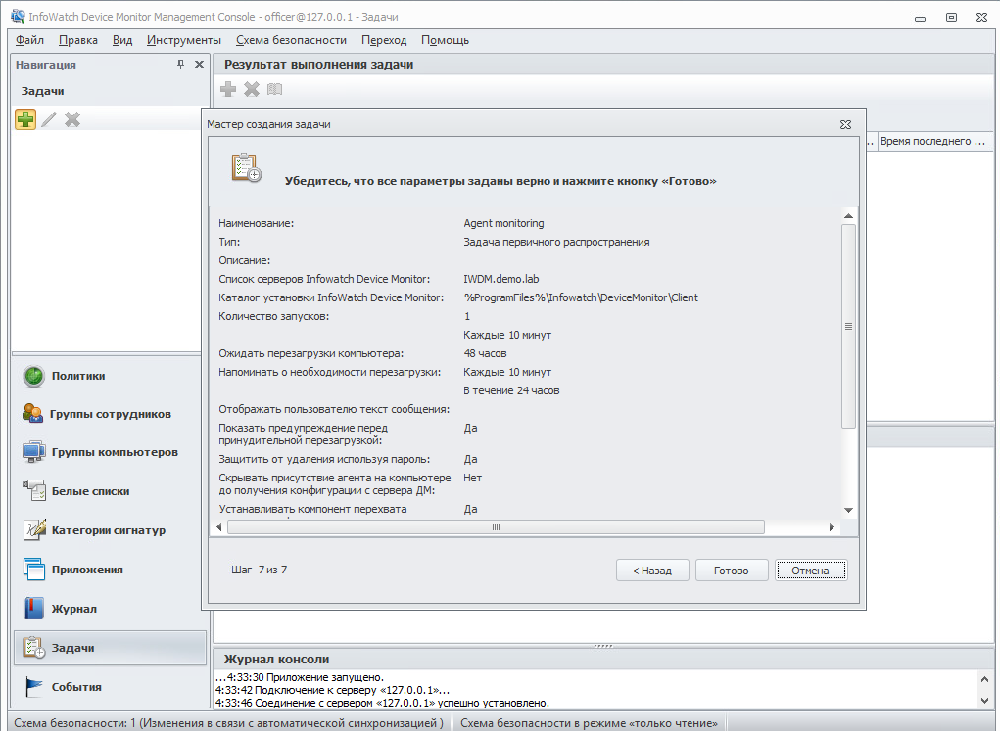 InfoWatch Device Monitor Management Console - officer@127.0.0.1 - Задачи
Файл Правка Вид Инструменты Схема безопасности Переход Помощь
Навигация
Задачи
Результат выполнения задачи
.. Время последнего ...
Мастер создания задачи
Убедитесь, что все параметры заданы верно и нажмите кнопку «Готово»
Наименование: Agent monitoring
Тип: Задача первичного распространения
Описание:
Список серверов Infowatch Device Monitor: IWDM.demo.lab
Каталог установки InfoWatch Device Monitor: %ProgramFiles%\Infowatch\DeviceMonitor\Client
Количество запусков: 1
Каждые 10 минут
Ожидать перезагрузки компьютера: 48 часов
Напоминать о необходимости перезагрузки: Каждые 10 минут
В течение 24 часов
Отображать пользователю текст сообщения:
Показать предупреждение перед Да
принудительной перезагрузкой:
Защитить от удаления используя пароль: Да
Скрывать присутствие агента на компьютере Нет
до получения конфигурации с сервера ДМ:
Устанавливать компонент перехвата Да
Шаг 7 из 7
< Назад Готово Отмена
Политики
Группы сотрудников
Группы компьютеров
Белые списки
Категории сигнатур
Приложения
Журнал
Задачи
События
Журнал консоли
...4:33:30 Приложение запущено.
4:33:42 Подключение к серверу «127.0.0.1»...
4:33:46 Соединение с сервером «127.0.0.1» успешно установлено.
Схема безопасности: 1 (Изменения в связи с автоматической синхронизацией ) Схема безопасности в режиме «только чтение»